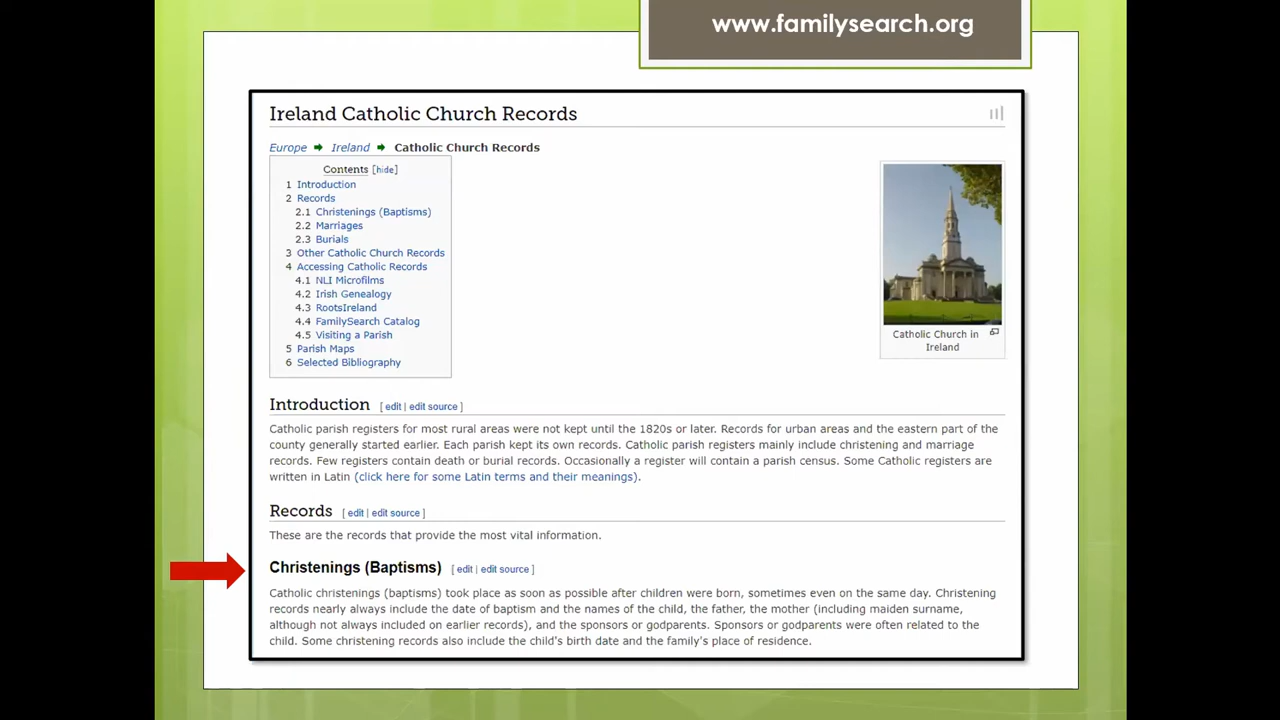 www.familysearch.org
Ireland Catholic Church Records
Europe Ireland Catholic Church Records
Contents [hide]
1 Introduction
2 Records
2.1 Christenings (Baptisms)
2.2 Marriages
2.3 Burials
3 Other Catholic Church Records
4 Accessing Catholic Records
4.1 NLI Microfilms
4.2 Irish Genealogy
4.3 RootsIreland
4.4 FamilySearch Catalog
4.5 Visiting a Parish
5 Parish Maps
6 Selected Bibliography
Catholic Church in
Ireland
Introduction [ edit | edit source ]
Catholic parish registers for most rural areas were not kept until the 1820s or later. Records for urban areas and the eastern part of the
county generally started earlier. Each parish kept its own records. Catholic parish registers mainly include christening and marriage
records. Few registers contain death or burial records. Occasionally a register will contain a parish census. Some Catholic registers are
written in Latin (click here for some Latin terms and their meanings).
Records [ edit | edit source ]
These are the records that provide the most vital information.
Christenings (Baptisms) [ edit | edit source ]
Catholic christenings (baptisms) took place as soon as possible after children were born, sometimes even on the same day. Christening
records nearly always include the date of baptism and the names of the child, the father, the mother (including maiden surname,
although not always included on earlier records), and the sponsors or godparents. Sponsors or godparents were often related to the
child. Some christening records also include the child's birth date and the family's place of residence.